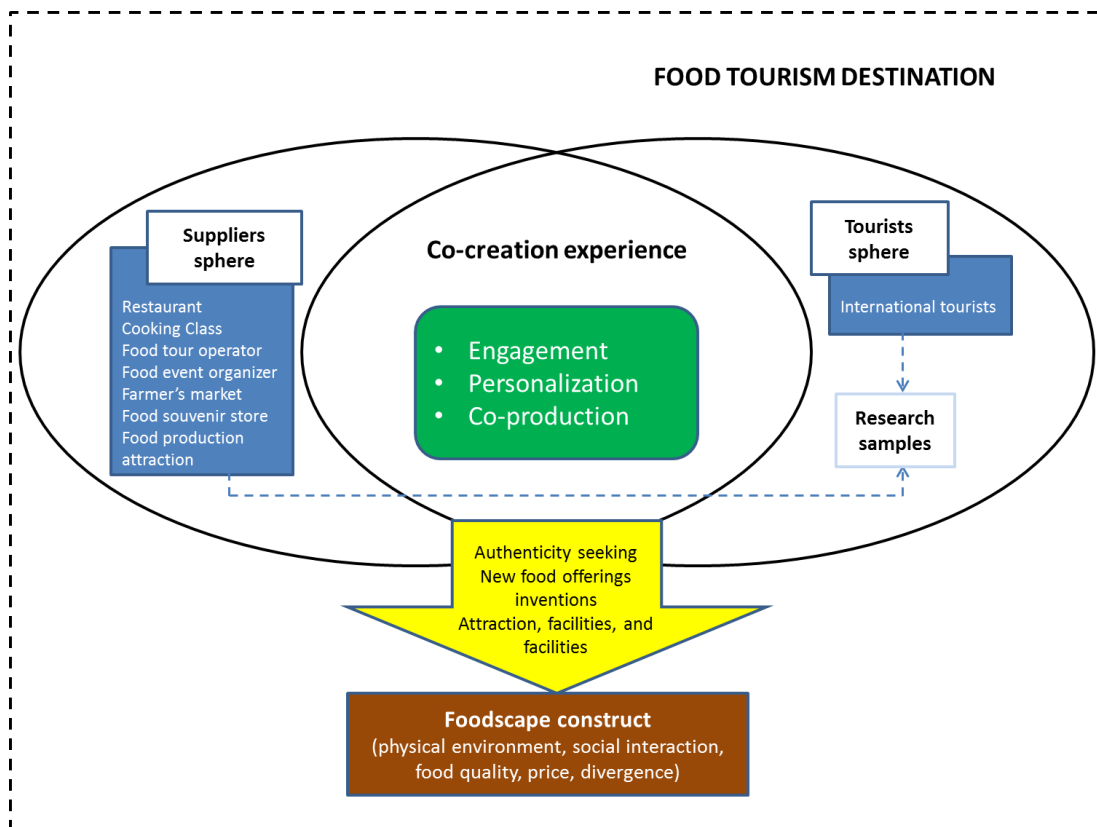 FOOD TOURISM DESTINATION
Suppliers
sphere
Restaurant
Cooking Class
Food tour operator
Food event organizer
Farmer’s market
Food souvenir store
Food production
attraction
Co-creation experience
• Engagement
• Personalization
• Co-production
Tourists
sphere
International tourists
Research
samples
Authenticity seeking
New food offerings
inventions
Attraction, facilities, and
facilities
Foodscape construct
(physical environment, social interaction,
food quality, price, divergence)